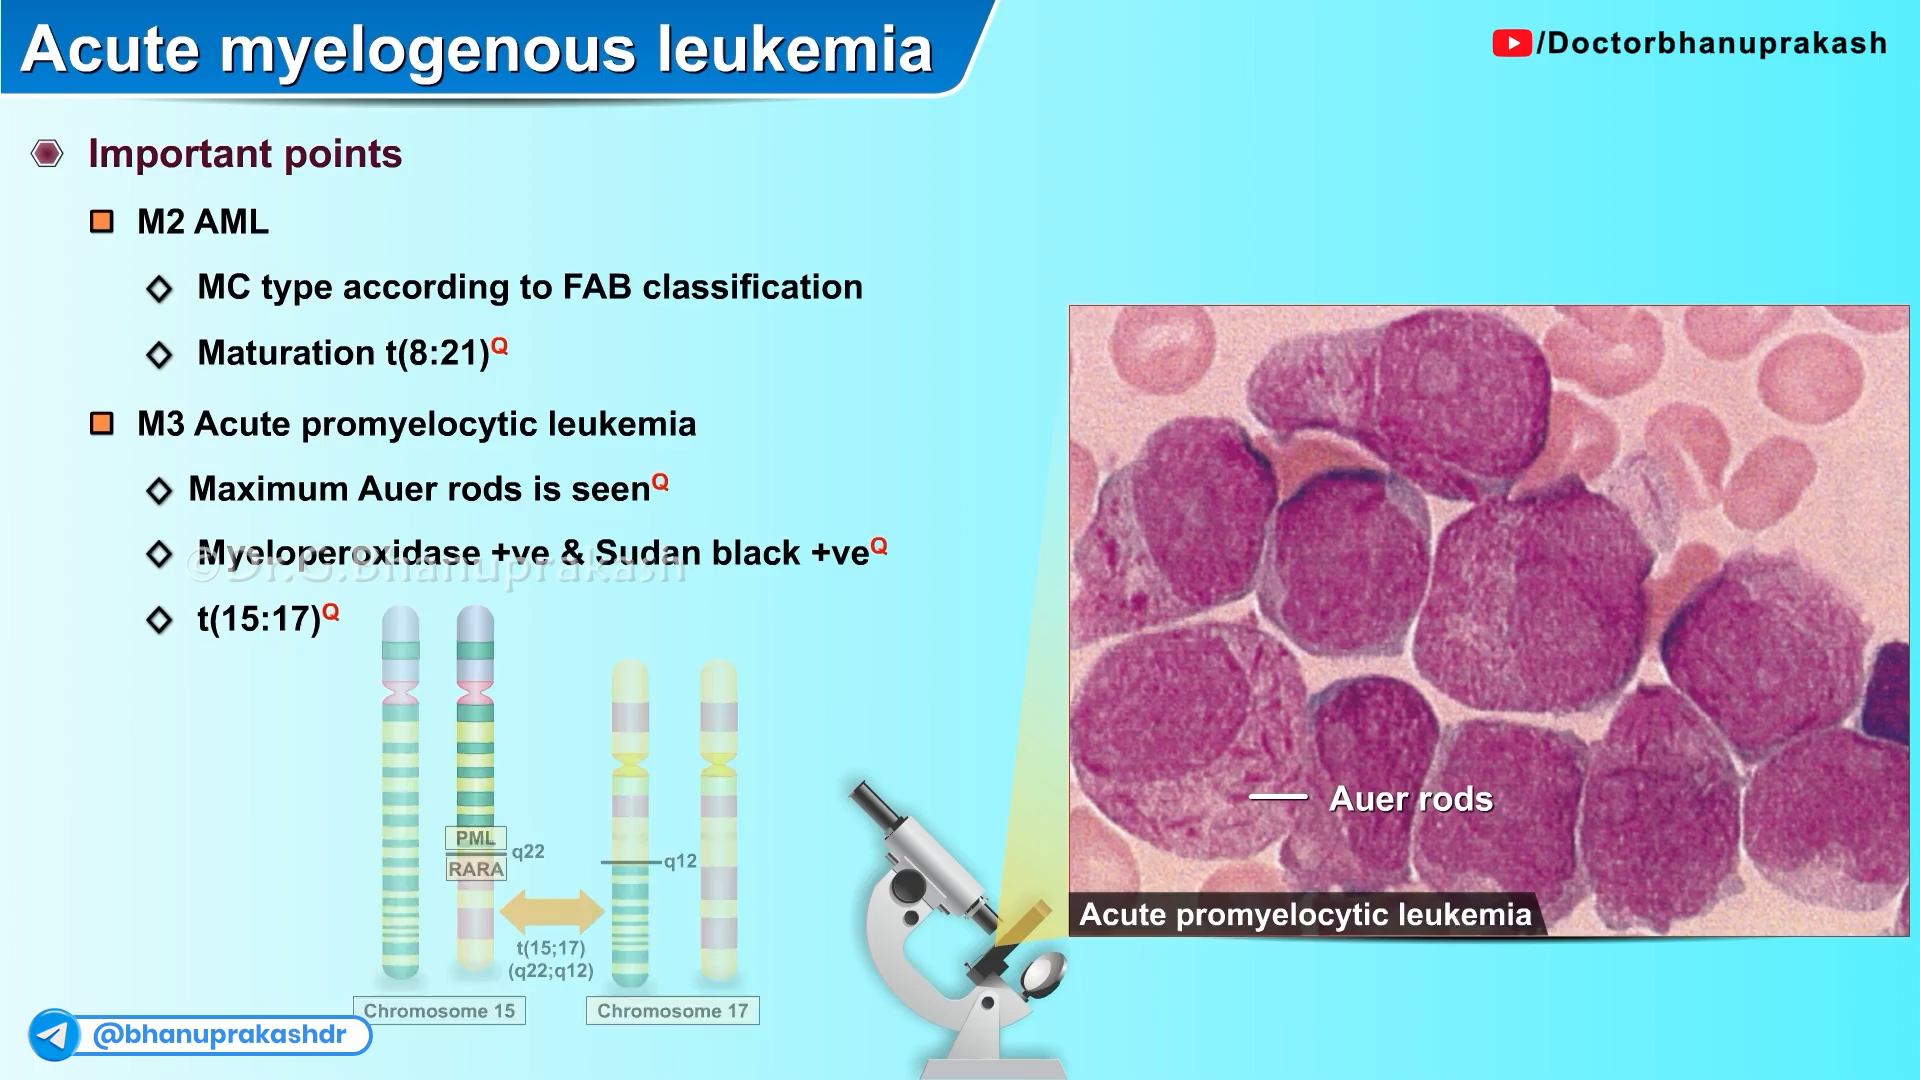 Acute myelogenous leukemia
/Doctorbhanuprakash
Important points
M2 AML
MC type according to FAB classification
Maturation t(8:21)Q
M3 Acute promyelocytic leukemia
Maximum Auer rods is seenQ
Myeloperoxidase +ve & Sudan black +veQ
©Dr.G.Bhanuprakash
t(15:17)Q
PML
q22
RARA
q12
t(15;17)
(q22;q12)
Chromosome 15
Chromosome 17
Auer rods
Acute promyelocytic leukemia
@bhanuprakashdr